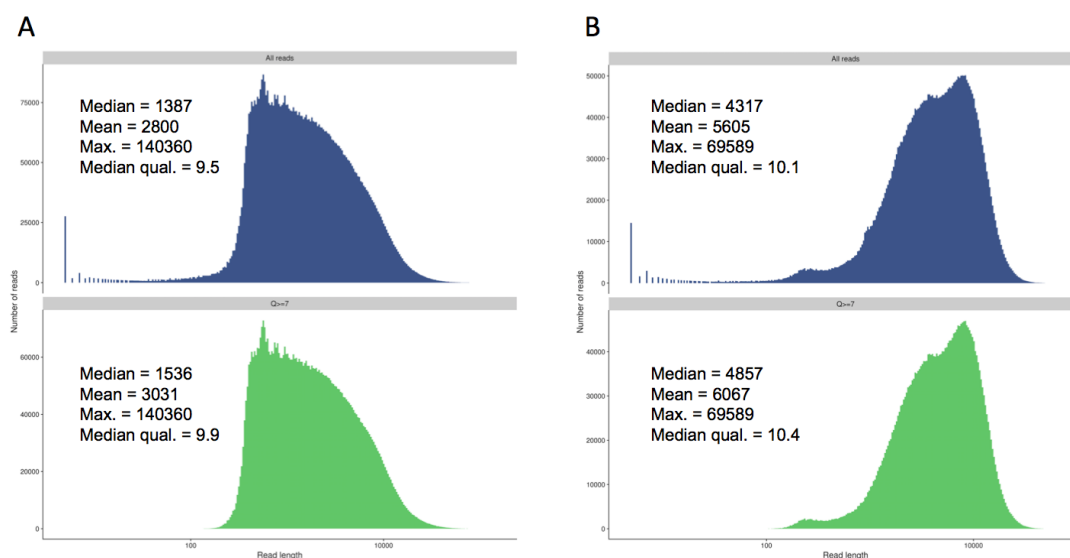 A
All reads
Median = 1387
Mean = 2800
Max. = 140360
Median qual. = 9.5
75000
50000
25000
0
Number of reads
Q>=7
Median = 1536
Mean = 3031
Max. = 140360
Median qual. = 9.9
60000
40000
20000
0
100
10000
Read length
B
All reads
Median = 4317
Mean = 5605
Max. = 69589
Median qual. = 10.1
50000
40000
30000
20000
10000
0
Number of reads
Q>=7
Median = 4857
Mean = 6067
Max. = 69589
Median qual. = 10.4
40000
30000
20000
10000
0
100
10000
Read length